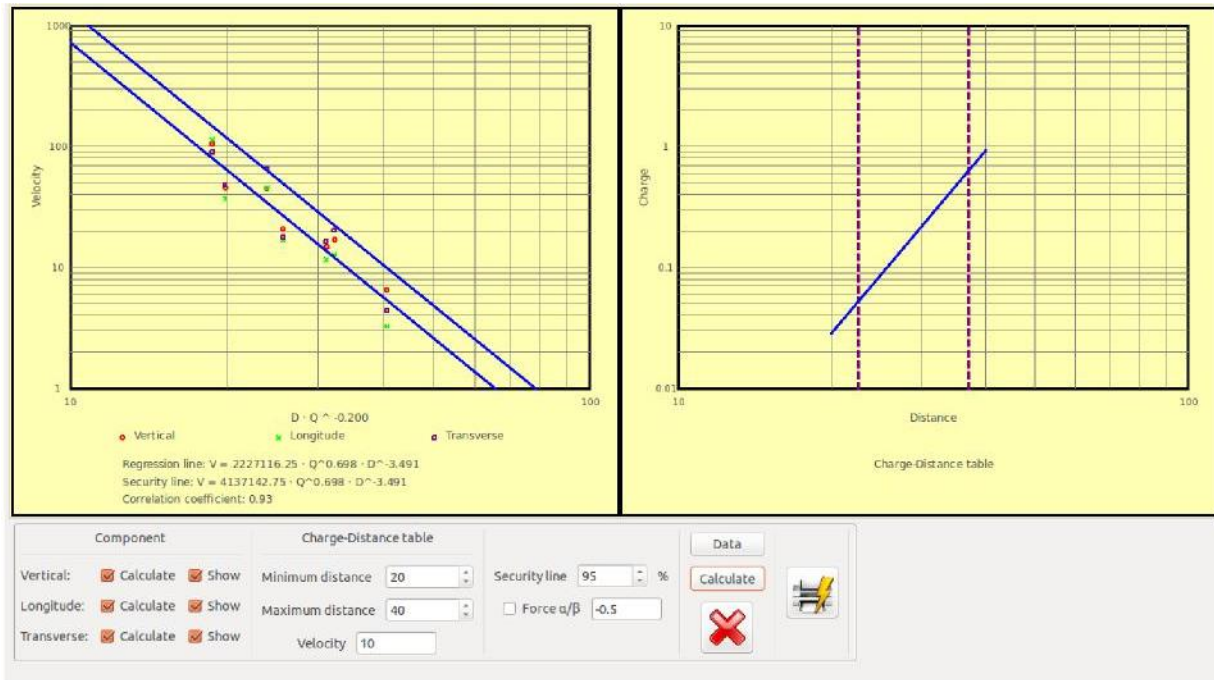 1000
100
10
1
Velocity
10
100
D · Q ^ -0.200
Vertical
Longitude
Transverse
Regression line: V = 2227116.25 · Q^0.698 · D^-3.491
Security line: V = 4137142.75 · Q^0.698 · D^-3.491
Correlation coefficient: 0.93
10
1
0.1
0.01
Charge
10
100
Distance
Charge-Distance table
Component
Vertical: Calculate Show
Longitude: Calculate Show
Transverse: Calculate Show
Charge-Distance table
Minimum distance 20
Maximum distance 40
Velocity 10
Security line 95 %
Force α/β -0.5
Data
Calculate